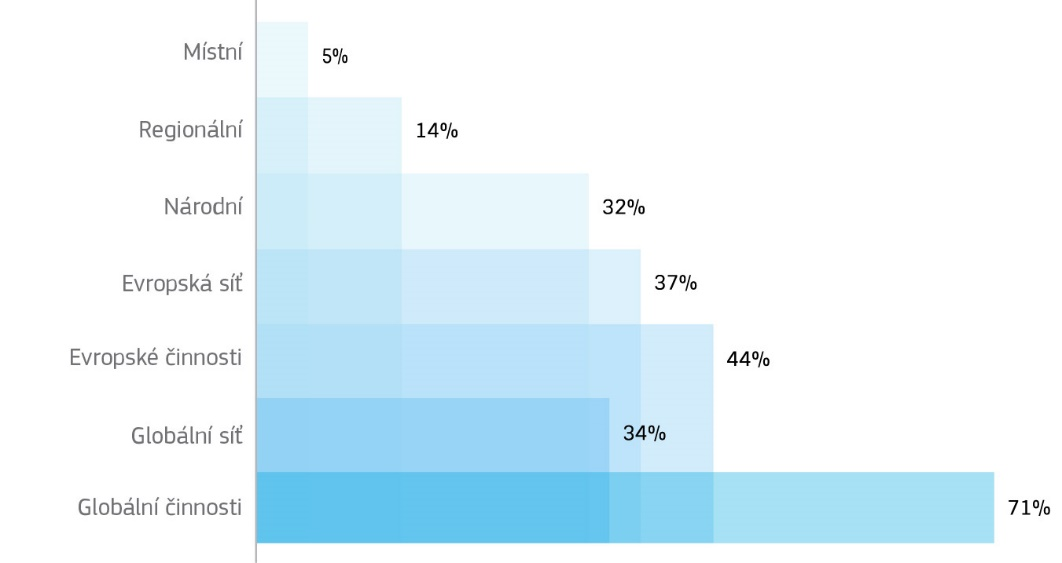 Místní 5%
Regionální 14%
Národní 32%
Evropská síť 37%
Evropské činnosti 44%
Globální síť 34%
Globální činnosti 71%